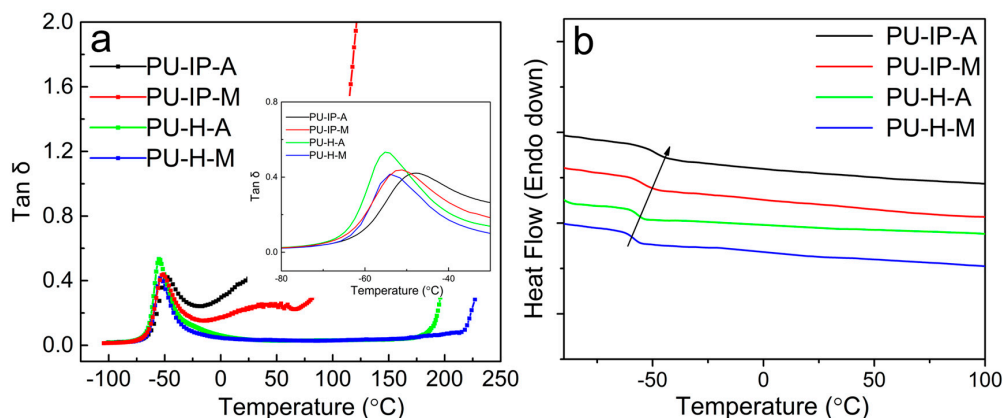 a
PU-IP-A
PU-IP-M
PU-H-A
PU-H-M
Tan δ
2.0
1.6
1.2
0.8
0.4
0.0
-100 -50 0 50 100 150 200 250
Temperature (°C)
PU-IP-A
PU-IP-M
PU-H-A
PU-H-M
Tan δ
0.8
0.4
0.0
-80 -60 -40
Temperature (°C)
b
PU-IP-A
PU-IP-M
PU-H-A
PU-H-M
Heat Flow (Endo down)
-50 0 50 100
Temperature (°C)